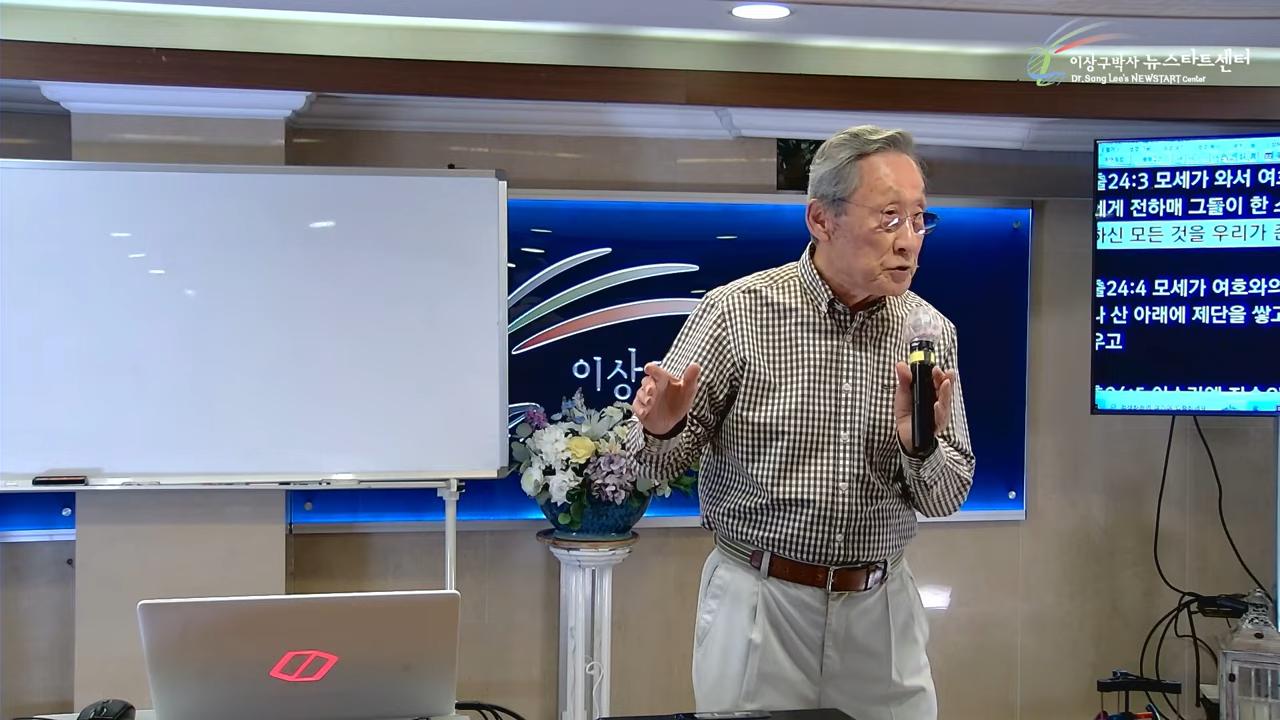 이상구박사 뉴스타트센터
Dr. Sang Lee's NEWSTART Center
출24:3 모세가 와서 여호
에게 전하매 그들이 한 소
하신 모든 것을 우리가 준
이상
출24:4 모세가 여호와의
산 아래에 제단을 쌓고
우고